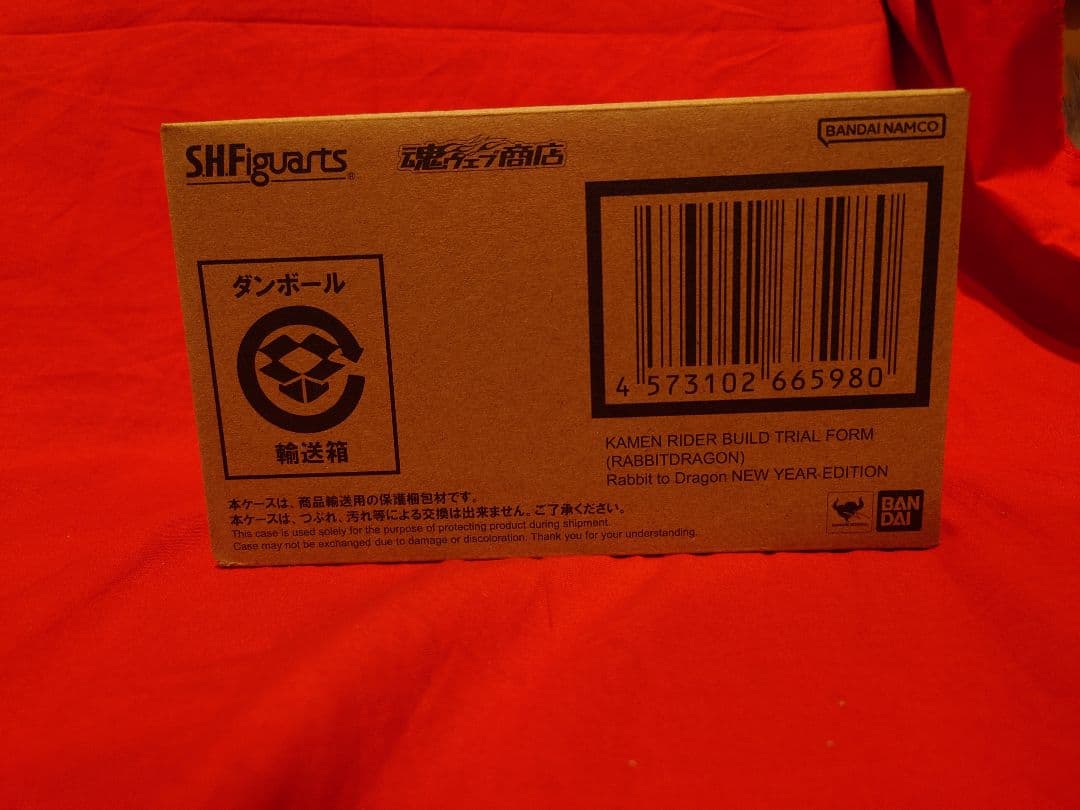 S.H.Figuarts®
魂ウェブ商店
BANDAI NAMCO
ダンボール
輸送箱
4 573102 665980
KAMEN RIDER BUILD TRIAL FORM
(RABBITDRAGON)
Rabbit to Dragon NEW YEAR EDITION
本ケースは、商品輸送用の保護梱包材です。
本ケースは、つぶれ、汚れ等による交換は出来ません。ご了承ください。
This case is used solely for the purpose of protecting product during shipment.
Case may not be exchanged due to damage or discoloration. Thank you for your understanding.
BAN
DAI